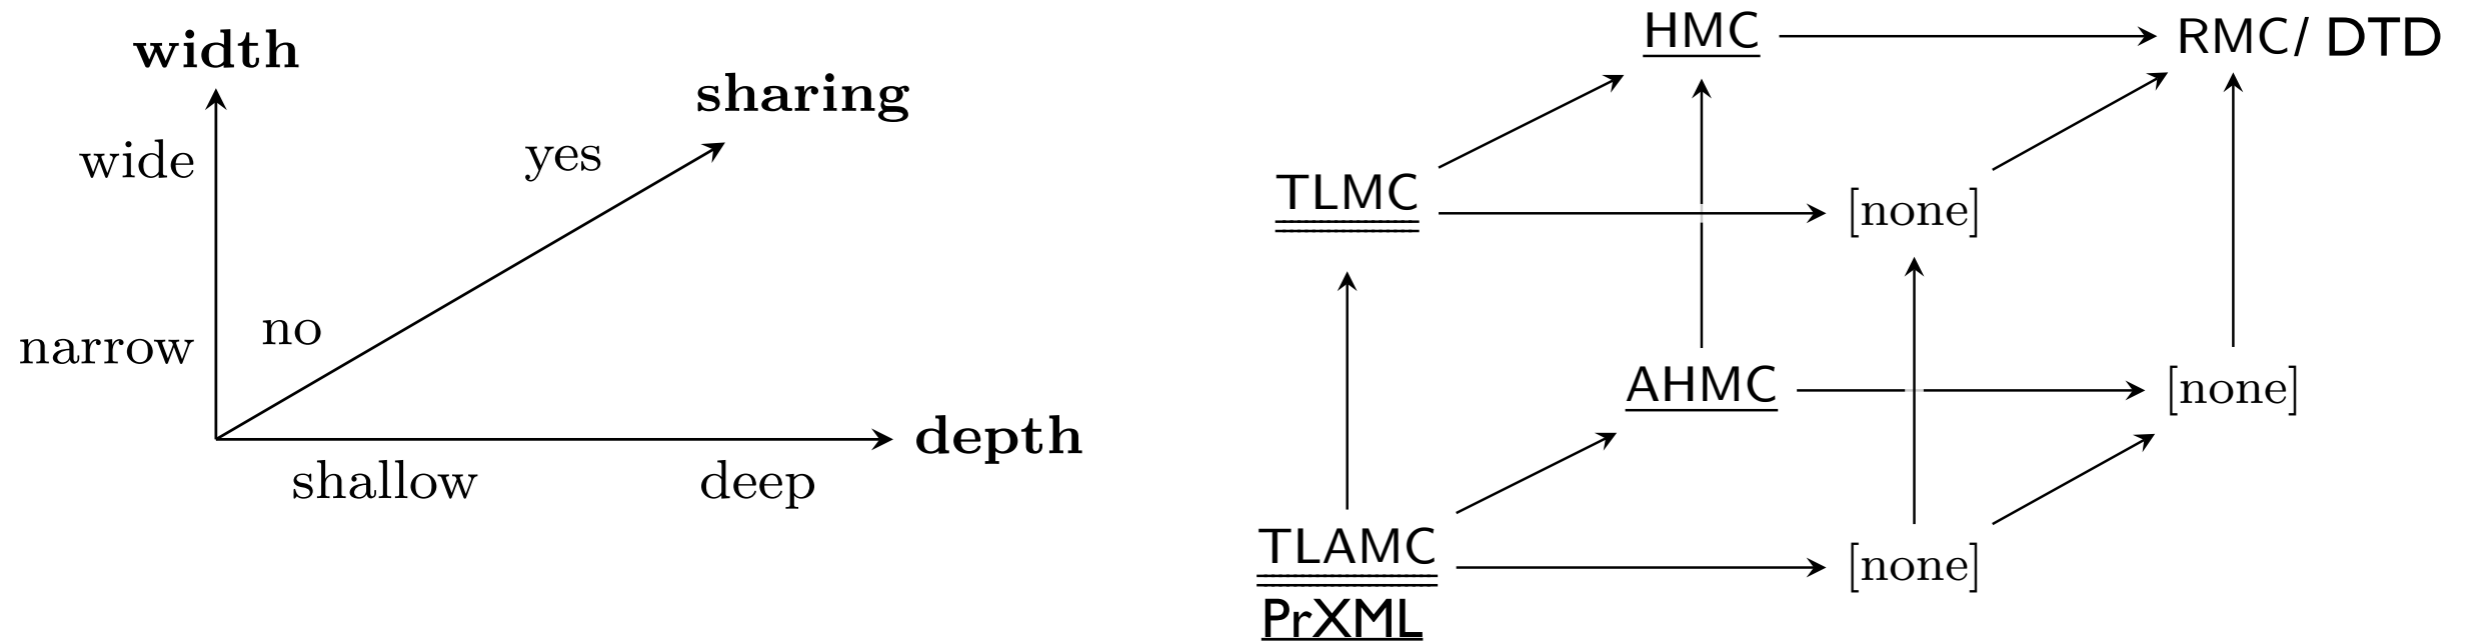 width
sharing
wide
yes
no
narrow
depth
shallow
deep
HMC
RMC/ DTD
TLMC
[none]
AHMC
[none]
TLAMC
[none]
PrXML